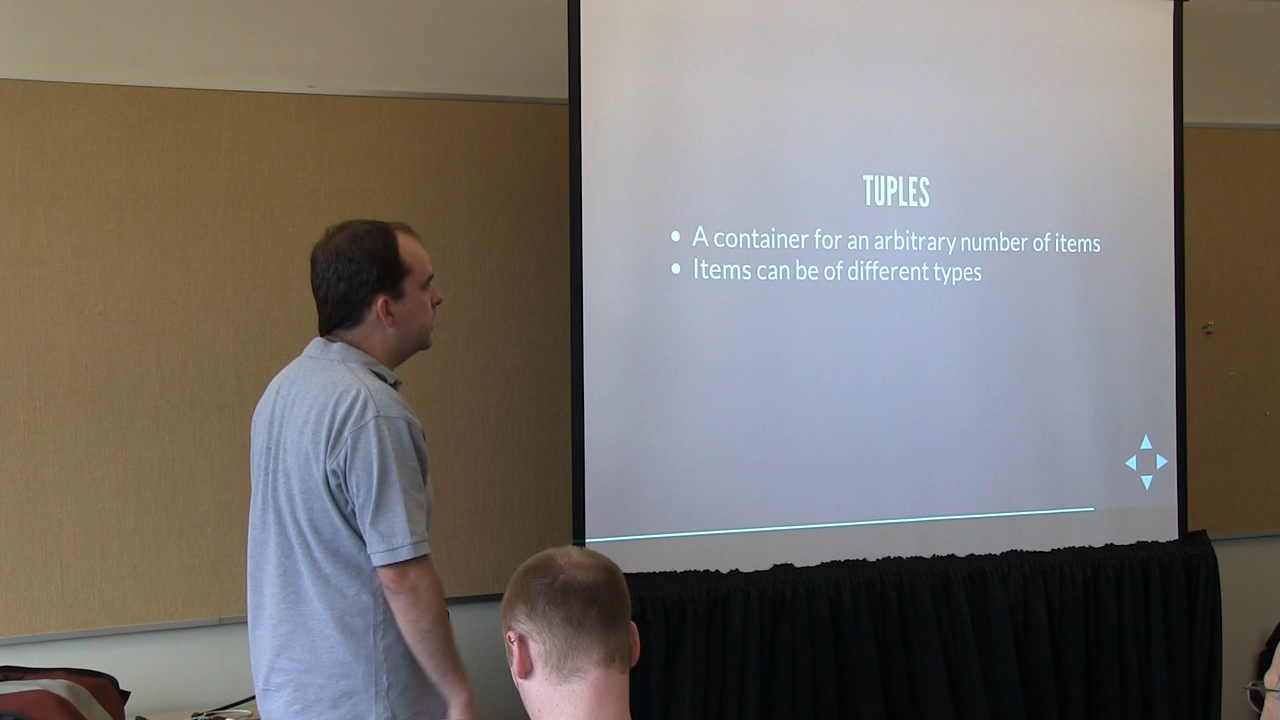 TUPLES
• A container for an arbitrary number of items
• Items can be of different types